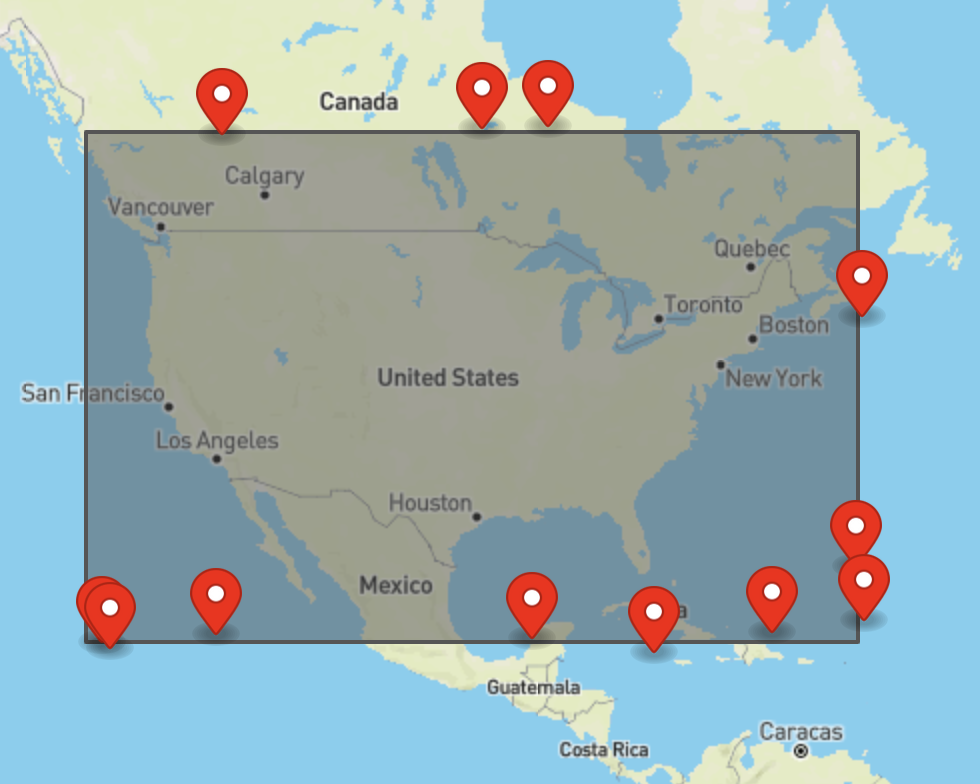 Canada
Calgary
Vancouver
Quebec
Toronto
Boston
United States
New York
San Francisco
Los Angeles
Houston
Mexico
a
Guatemala
Caracas
Costa Rica